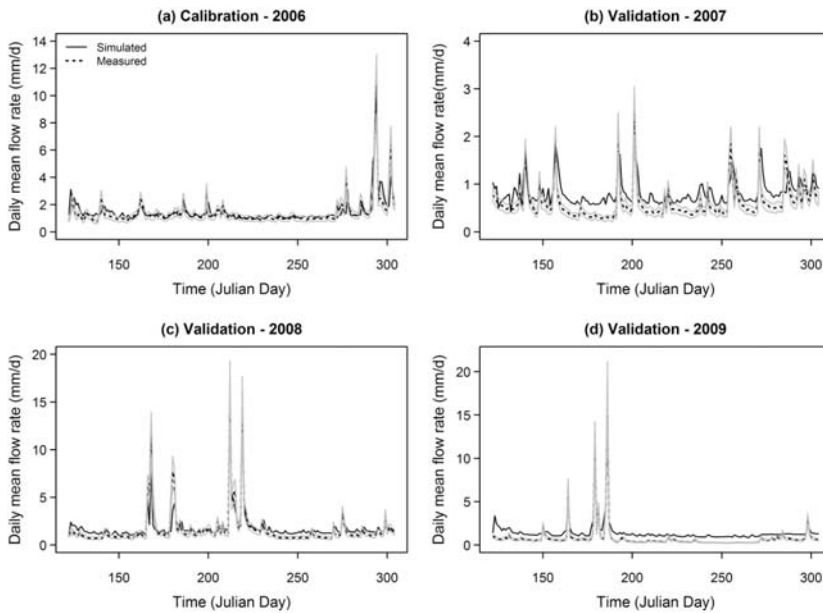 (a) Calibration - 2006
Daily mean flow rate (mm/d)
14
12
10
8
6
4
2
0
Simulated
Measured
150
200
250
300
Time (Julian Day)
(b) Validation - 2007
Daily mean flow rate(mm/d)
4
3
2
1
0
150
200
250
300
Time (Julian Day)
(c) Validation - 2008
Daily mean flow rate (mm/d)
20
15
10
5
0
150
200
250
300
Time (Julian Day)
(d) Validation - 2009
Daily mean flow rate (mm/d)
20
15
10
5
0
150
200
250
300
Time (Julian Day)